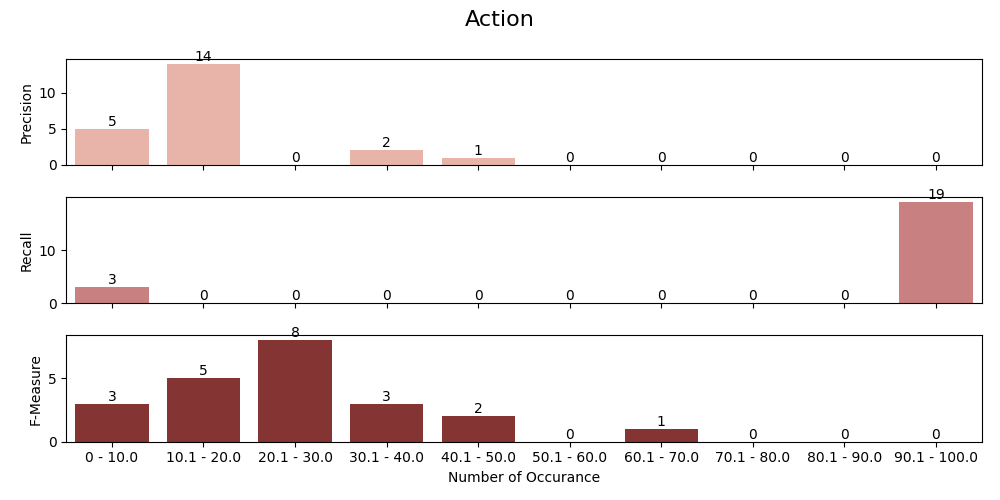 Action
Precision
10
5
0
5 14 0 2 1 0 0 0 0 0
Recall
10
0
3 0 0 0 0 0 0 0 0 19
F-Measure
5
0
3 5 8 3 2 0 1 0 0 0
0 - 10.0 10.1 - 20.0 20.1 - 30.0 30.1 - 40.0 40.1 - 50.0 50.1 - 60.0 60.1 - 70.0 70.1 - 80.0 80.1 - 90.0 90.1 - 100.0
Number of Occurance